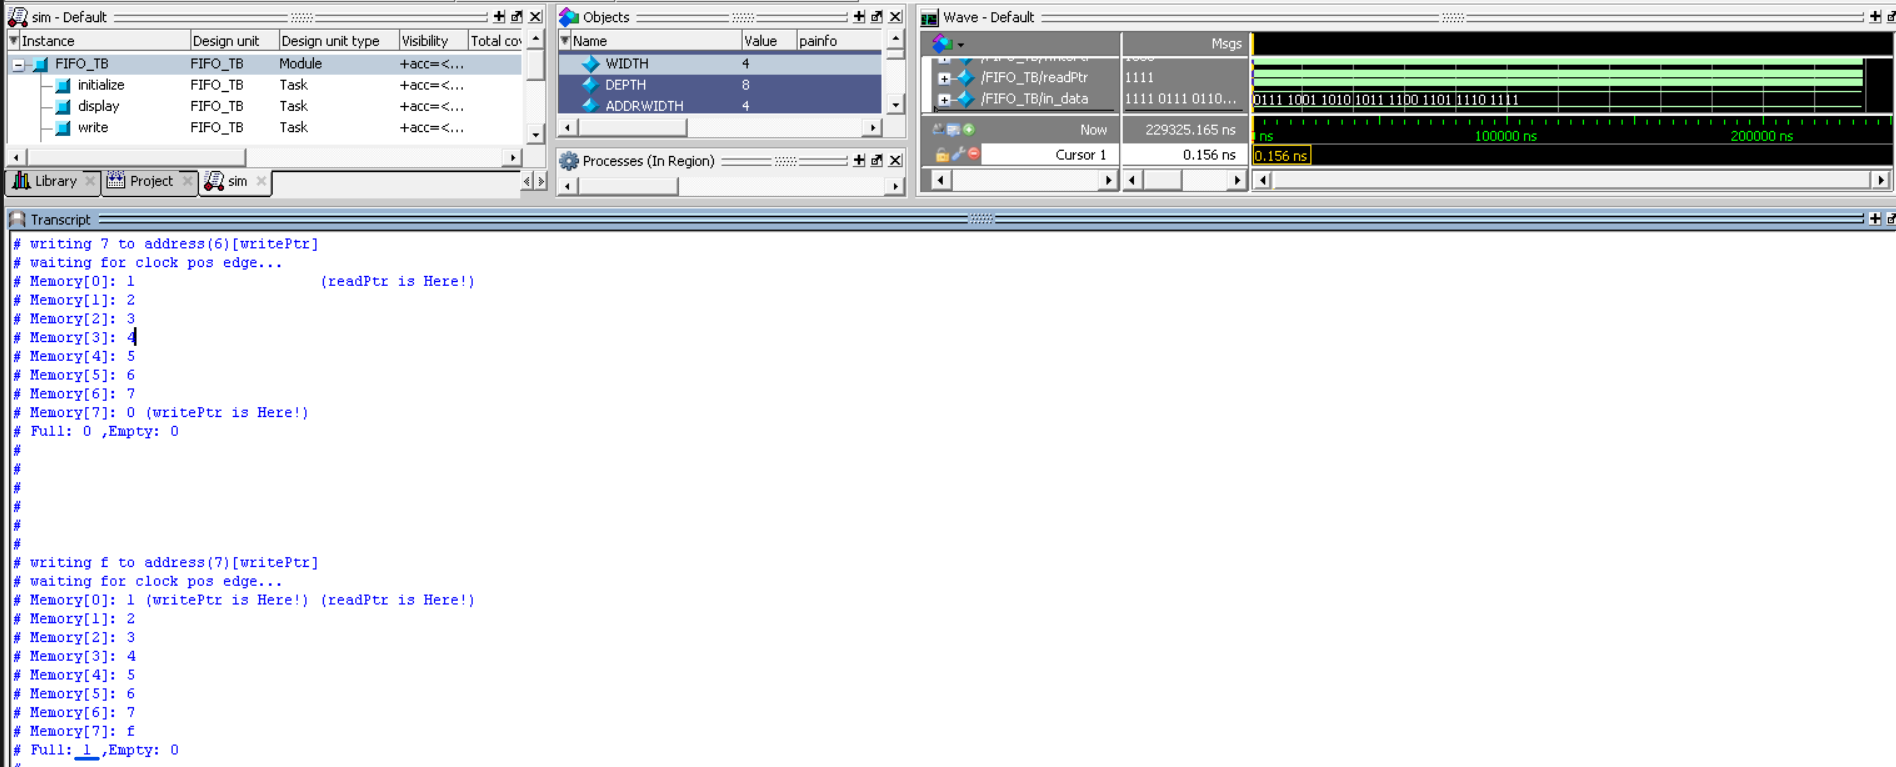 sim - Default
Instance Design unit Design unit type Visibility Total cov
FIFO_TB FIFO_TB Module +acc=<...
initialize FIFO_TB Task +acc=<...
display FIFO_TB Task +acc=<...
write FIFO_TB Task +acc=<...
Library Project sim
Objects
Name Value painfo
WIDTH 4
DEPTH 8
ADDRWIDTH 4
Processes (In Region)
Wave - Default
Msgs
/FIFO_TB/readPtr 1111
/FIFO_TB/in_data 1111 0111 0110... 0111 1001 1010 1011 1100 1101 1110 1111
Now 229325.165 ns ns 100000 ns 200000 ns
Cursor 1 0.156 ns 0.156 ns
Transcript
# writing 7 to address(6)[writePtr]
# waiting for clock pos edge...
# Memory[0]: 1 (readPtr is Here!)
# Memory[1]: 2
# Memory[2]: 3
# Memory[3]: 4
# Memory[4]: 5
# Memory[5]: 6
# Memory[6]: 7
# Memory[7]: 0 (writePtr is Here!)
# Full: 0 ,Empty: 0
#
#
#
#
#
#
# writing f to address(7)[writePtr]
# waiting for clock pos edge...
# Memory[0]: 1 (writePtr is Here!) (readPtr is Here!)
# Memory[1]: 2
# Memory[2]: 3
# Memory[3]: 4
# Memory[4]: 5
# Memory[5]: 6
# Memory[6]: 7
# Memory[7]: f
# Full: 1 ,Empty: 0